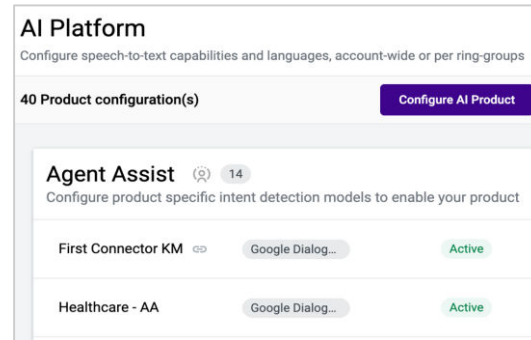 AI Platform
Configure speech-to-text capabilities and languages, account-wide or per ring-groups
40 Product configuration(s)
Configure AI Product
Agent Assist 14
Configure product specific intent detection models to enable your product
First Connector KM Google Dialog... Active
Healthcare - AA Google Dialog... Active